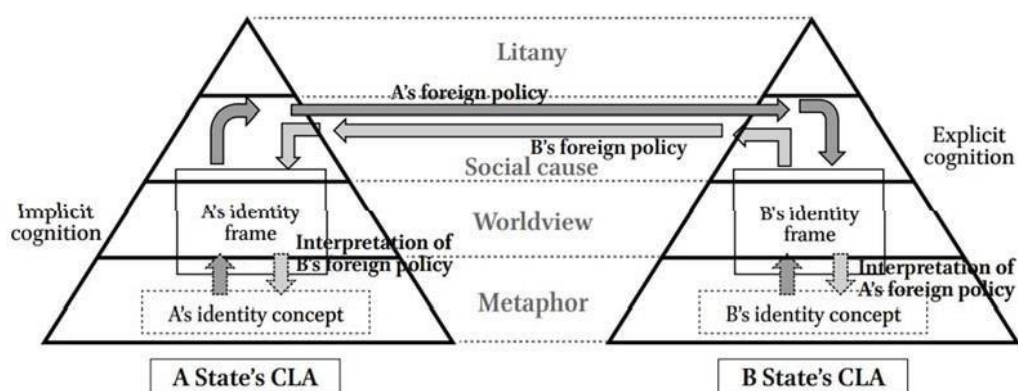 Litany
A's foreign policy
B's foreign policy
Social cause
Explicit
cognition
Implicit
cognition
A's identity
frame
Worldview
B's identity
frame
Interpretation of
B's foreign policy
Interpretation of
A's foreign policy
Metaphor
A's identity concept
B's identity concept
A State's CLA
B State's CLA